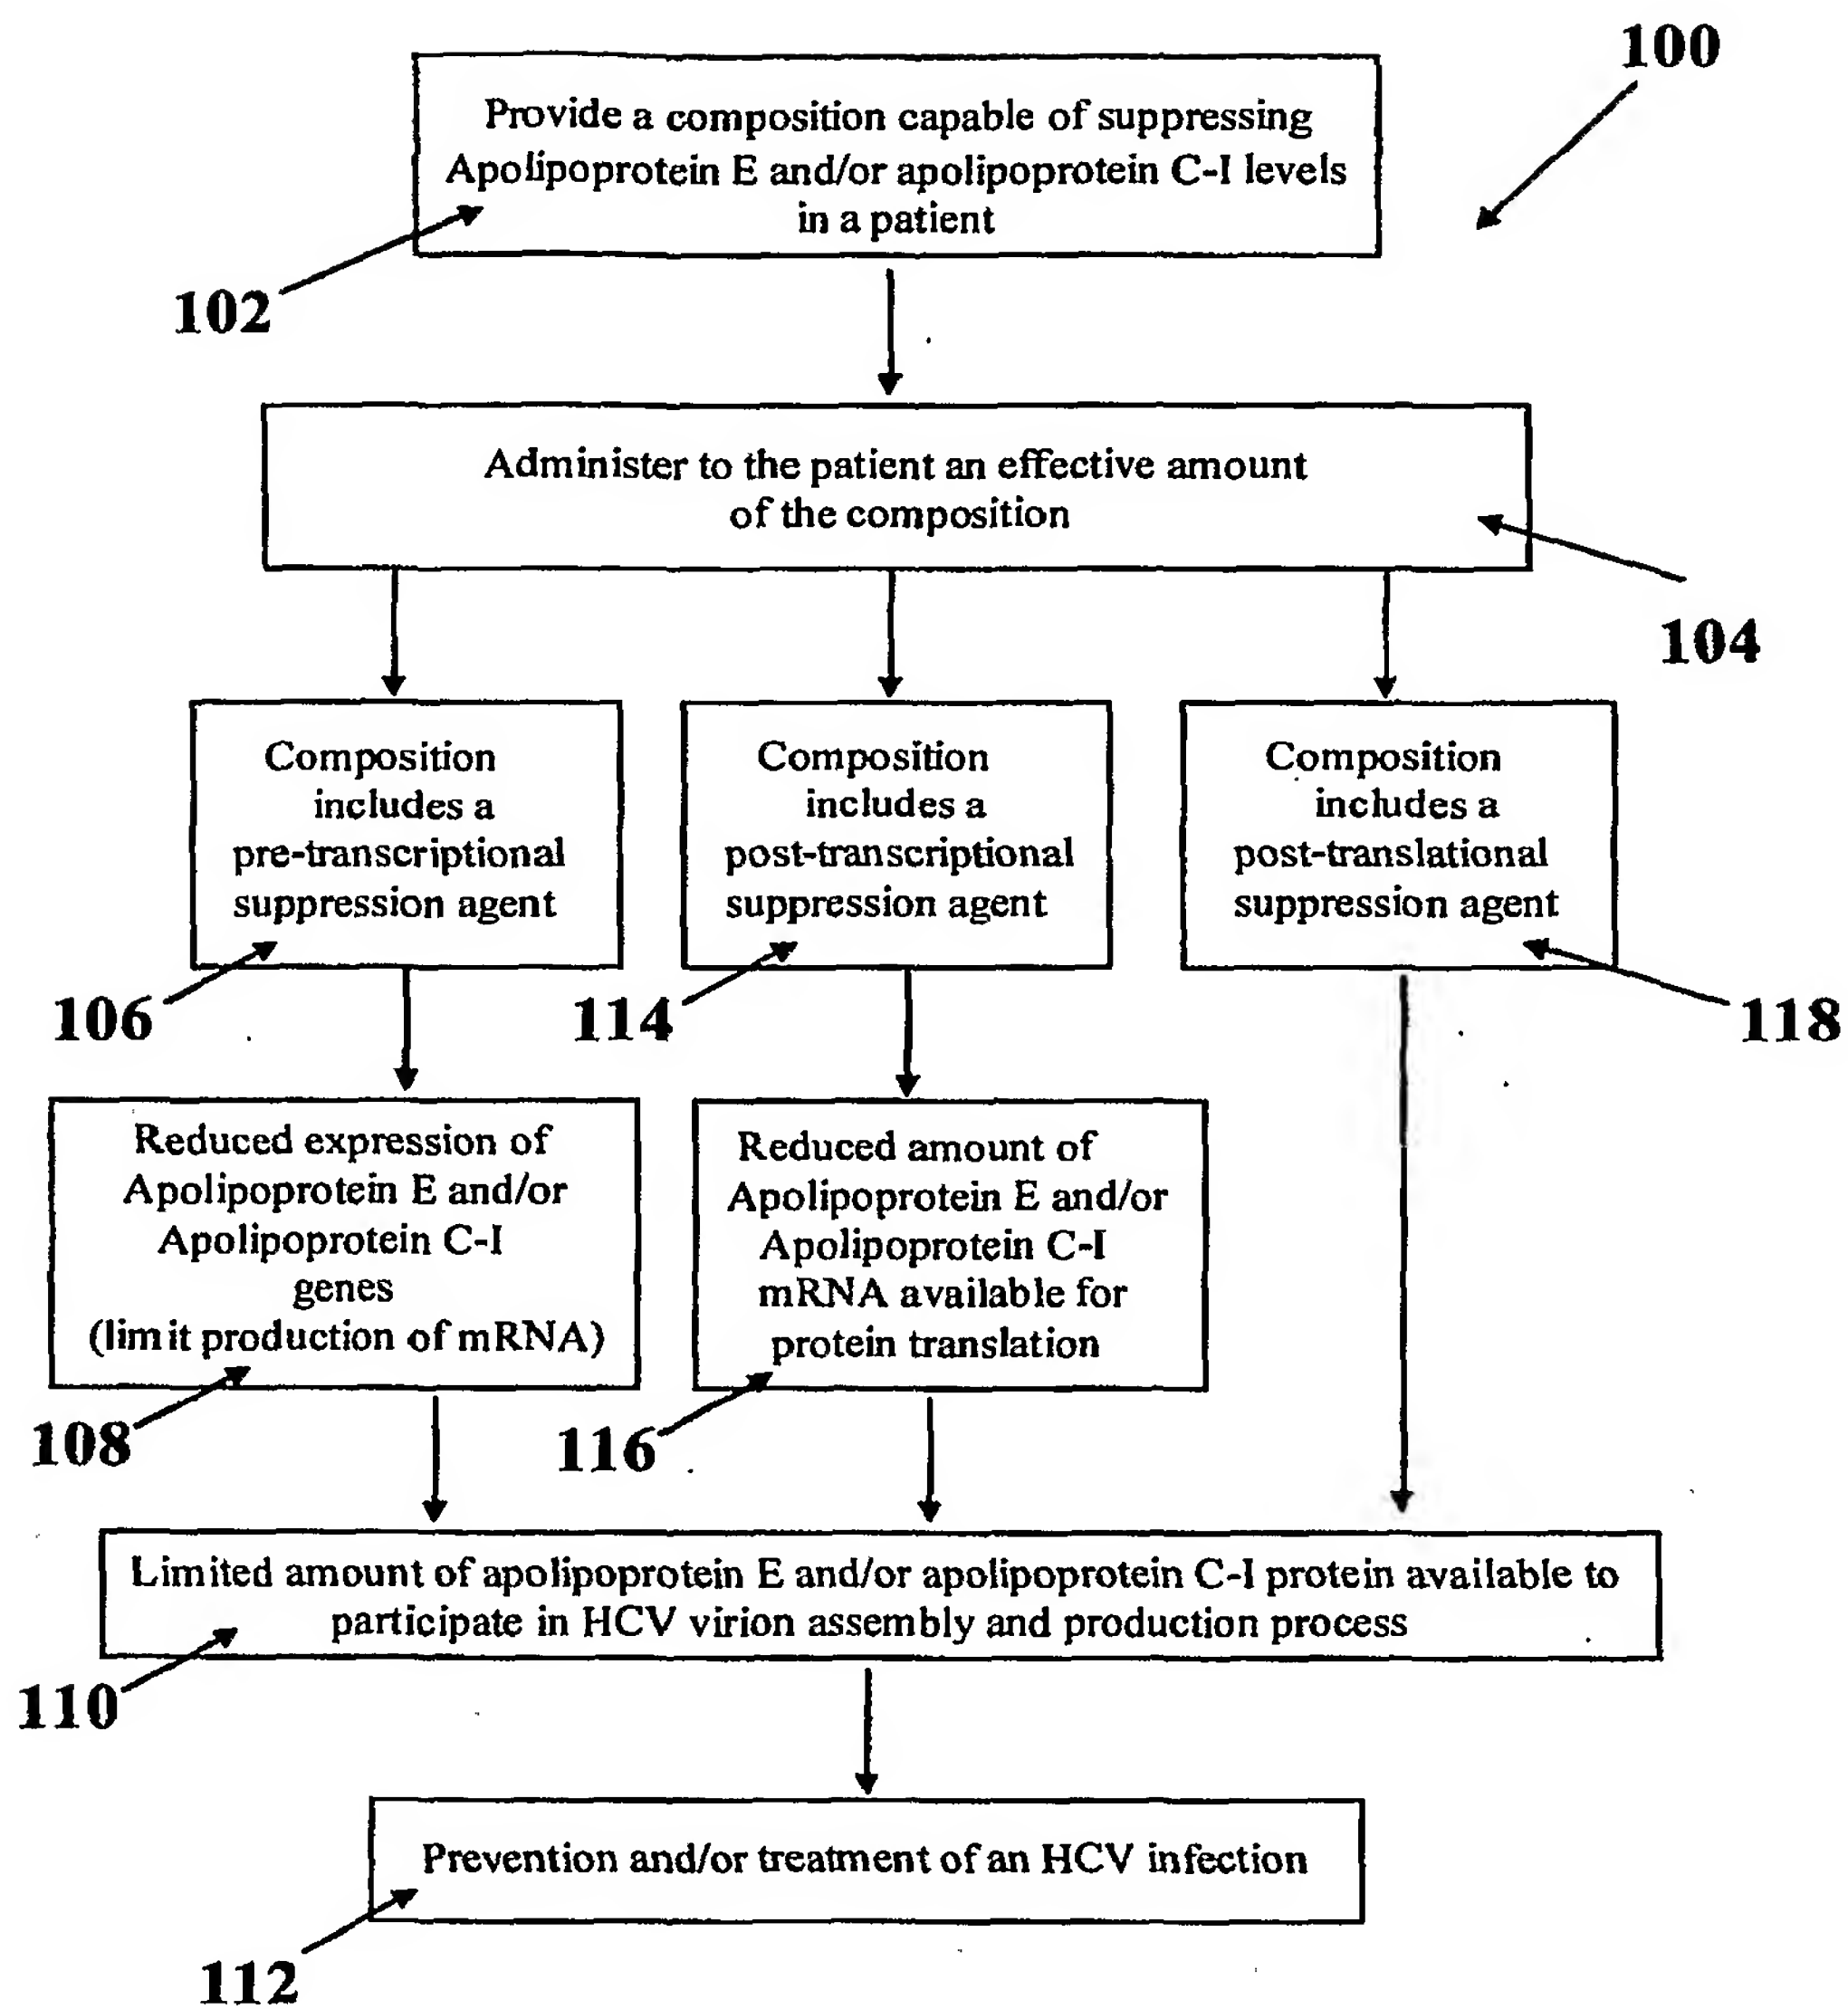 100
Provide a composition capable of suppressing
Apolipoprotein E and/or apolipoprotein C-I levels
in a patient
102
Administer to the patient an effective amount
of the composition
104
Composition
includes a
pre-transcriptional
suppression agent
106
Composition
includes a
post-transcriptional
suppression agent
114
Composition
includes a
post-translational
suppression agent
118
Reduced expression of
Apolipoprotein E and/or
Apolipoprotein C-I
genes
(limit production of mRNA)
108
Reduced amount of
Apolipoprotein E and/or
Apolipoprotein C-I
mRNA available for
protein translation
116
Limited amount of apolipoprotein E and/or apolipoprotein C-I protein available to
participate in HCV virion assembly and production process
110
Prevention and/or treatment of an HCV infection
112